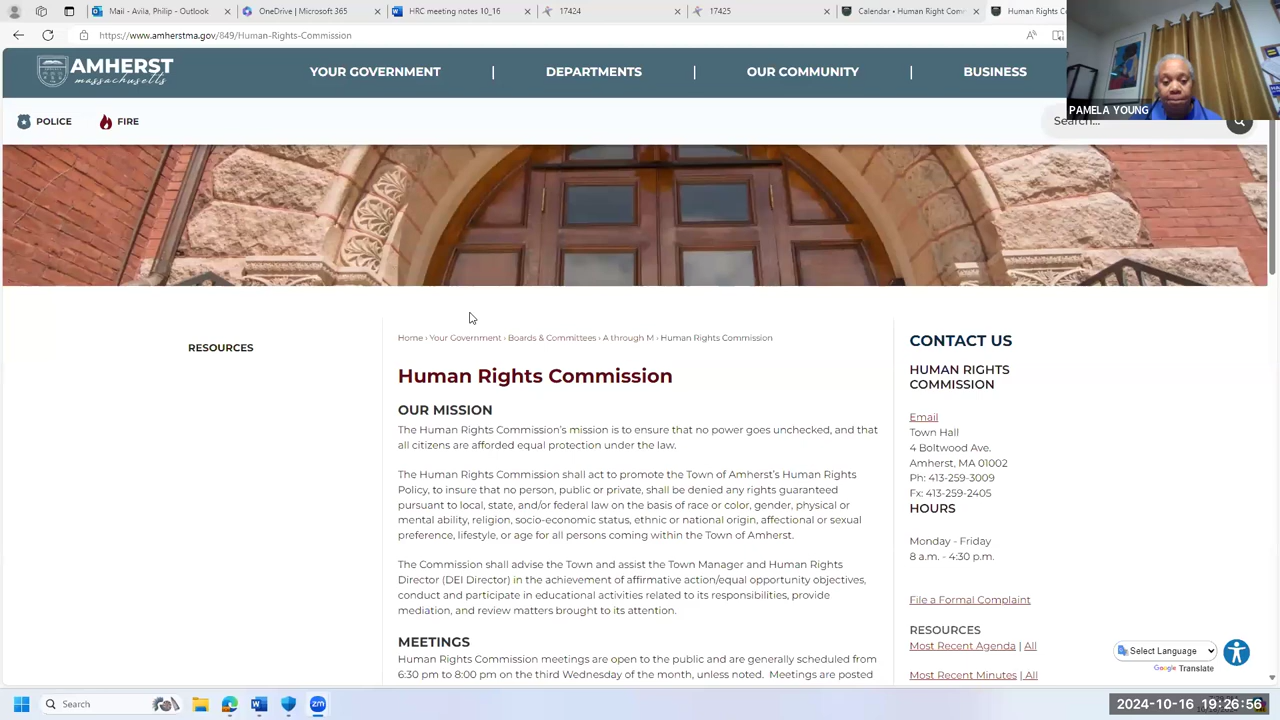 Mail - Avila, Philip - Outlook
OneDrive | Microsoft 365
HRC meeting notes 10_16
17424
17425
Calendar • Human Right Com
Human Rights Co
https://www.amherstma.gov/849/Human-Rights-Commission
AMHERST
massachusetts
YOUR GOVERNMENT
DEPARTMENTS
OUR COMMUNITY
BUSINESS
PAMELA YOUNG
POLICE
FIRE
Search...
RESOURCES
Home › Your Government › Boards & Committees › A through M › Human Rights Commission
Human Rights Commission
OUR MISSION
The Human Rights Commission's mission is to ensure that no power goes unchecked, and that
all citizens are afforded equal protection under the law.
The Human Rights Commission shall act to promote the Town of Amherst's Human Rights
Policy, to insure that no person, public or private, shall be denied any rights guaranteed
pursuant to local, state, and/or federal law on the basis of race or color, gender, physical or
mental ability, religion, socio-economic status, ethnic or national origin, affectional or sexual
preference, lifestyle, or age for all persons coming within the Town of Amherst.
The Commission shall advise the Town and assist the Town Manager and Human Rights
Director (DEI Director) in the achievement of affirmative action/equal opportunity objectives,
conduct and participate in educational activities related to its responsibilities, provide
mediation, and review matters brought to its attention.
MEETINGS
Human Rights Commission meetings are open to the public and are generally scheduled from
6:30 pm to 8:30 pm the third Wednesday of the month, unless noted. Meetings are posted
CONTACT US
HUMAN RIGHTS
COMMISSION
Email
Town Hall
4 Boltwood Ave.
Amherst, MA 01002
Ph: 413-259-3009
Fx: 413-259-2405
HOURS
Monday - Friday
8 a.m. - 4:30 p.m.
File a Formal Complaint
RESOURCES
Most Recent Agenda | All
Most Recent Minutes | All
Select Language
Google Translate
Search
2024-10-16 19:26:56